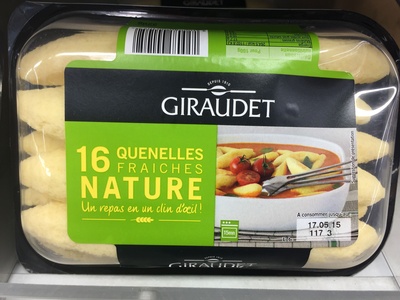 DEPUIS 1910
GIRAUDET
16 QUENELLES
FRAICHES
NATURE
Un repas en un clin d'œil !
A consommer jusqu'au
17.05.15
117 3
GIRAUDET